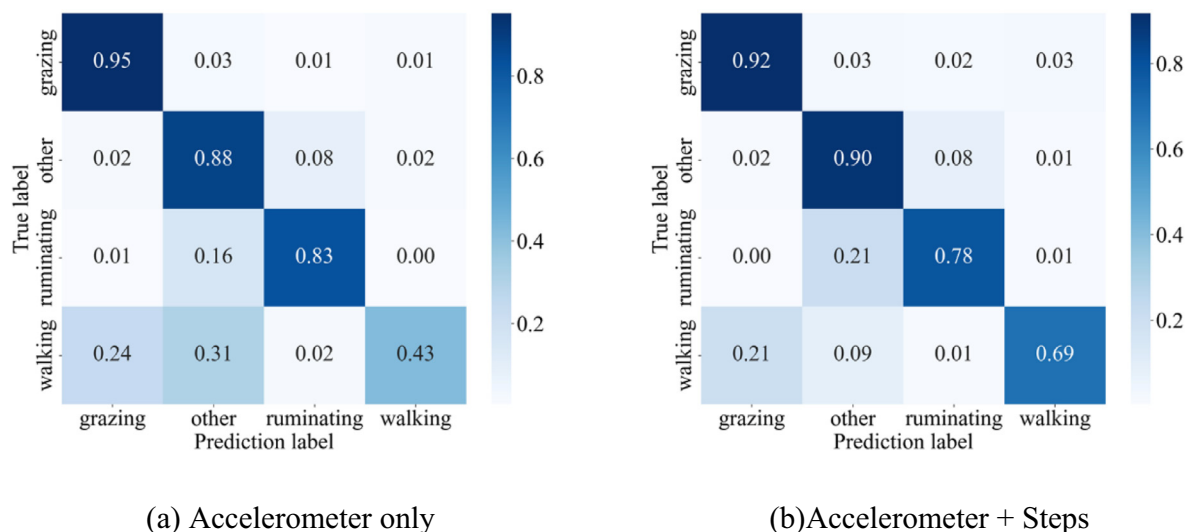 grazing 0.95 0.03 0.01 0.01
other 0.02 0.88 0.08 0.02
ruminating 0.01 0.16 0.83 0.00
walking 0.24 0.31 0.02 0.43
grazing other ruminating walking
Prediction label
True label
0.8
0.6
0.4
0.2
(a) Accelerometer only
grazing 0.92 0.03 0.02 0.03
other 0.02 0.90 0.08 0.01
ruminating 0.00 0.21 0.78 0.01
walking 0.21 0.09 0.01 0.69
grazing other ruminating walking
Prediction label
True label
0.8
0.6
0.4
0.2
(b)Accelerometer + Steps